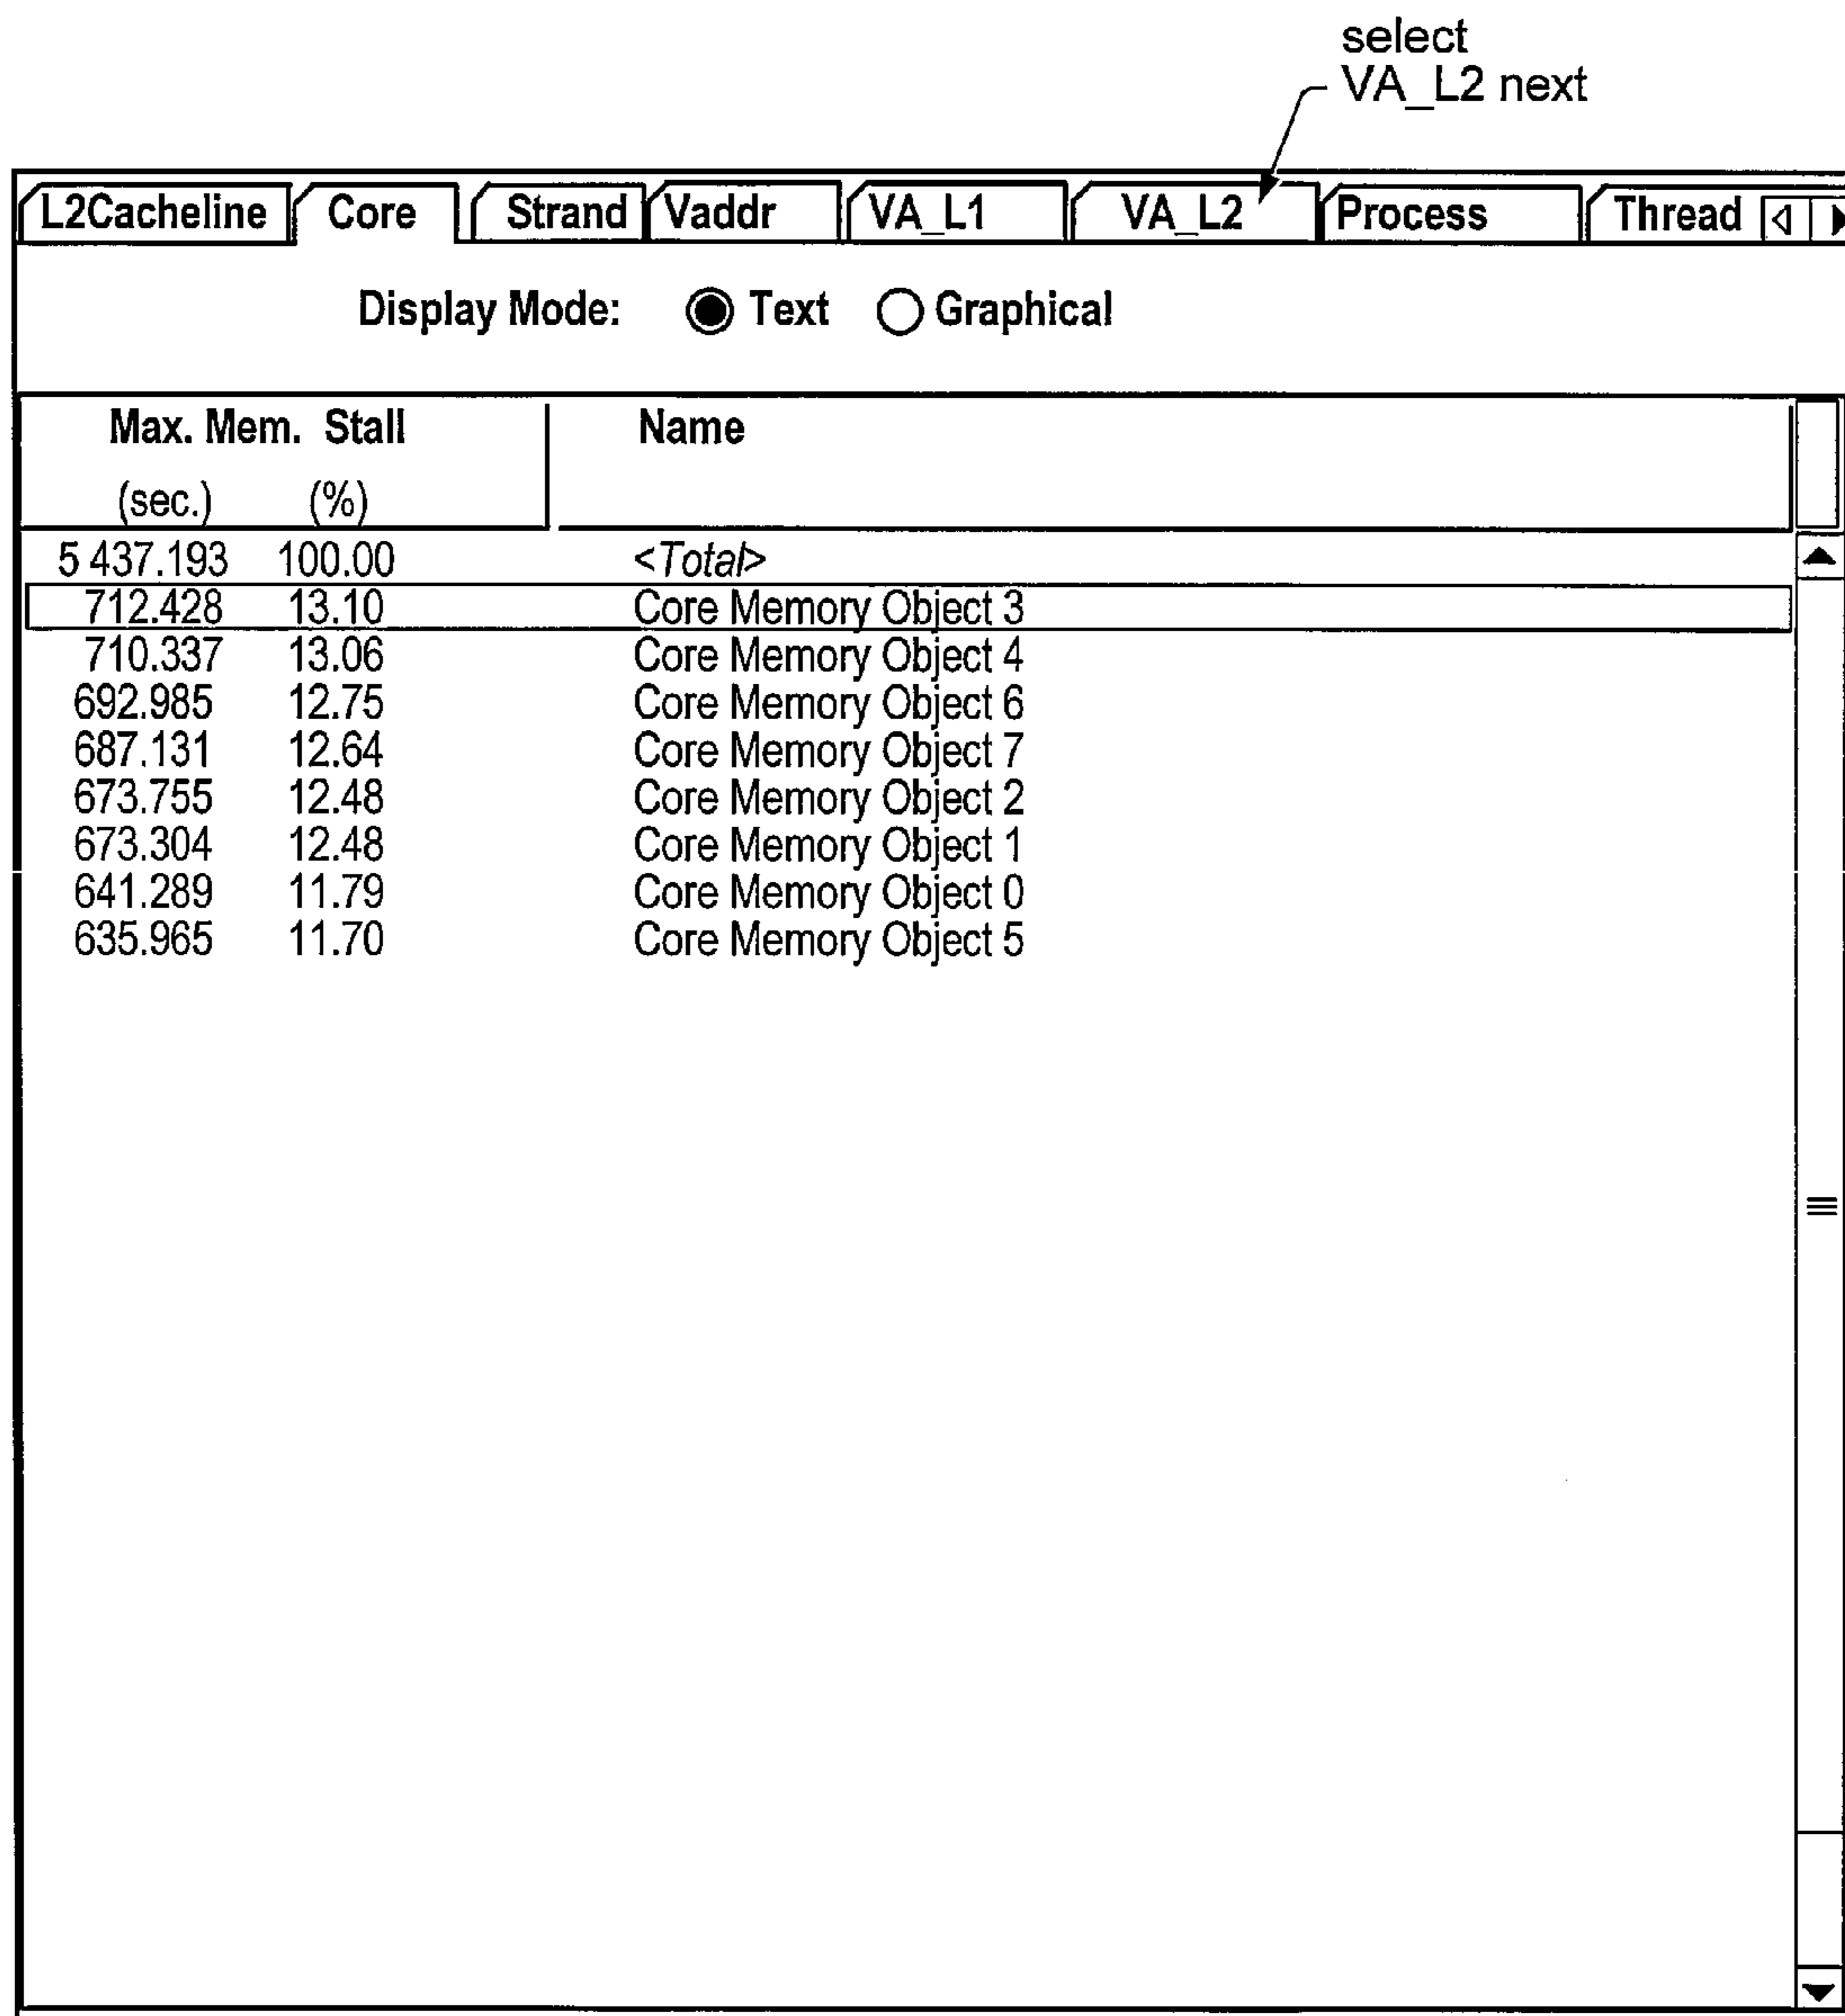 select
VA_L2 next
L2Cacheline Core Strand Vaddr VA_L1 VA_L2 Process Thread
Display Mode: Text Graphical
Max. Mem. Stall Name
(sec.) (%)
5 437.193 100.00 <Total>
712.428 13.10 Core Memory Object 3
710.337 13.06 Core Memory Object 4
692.985 12.75 Core Memory Object 6
687.131 12.64 Core Memory Object 7
673.755 12.48 Core Memory Object 2
673.304 12.48 Core Memory Object 1
641.289 11.79 Core Memory Object 0
635.965 11.70 Core Memory Object 5